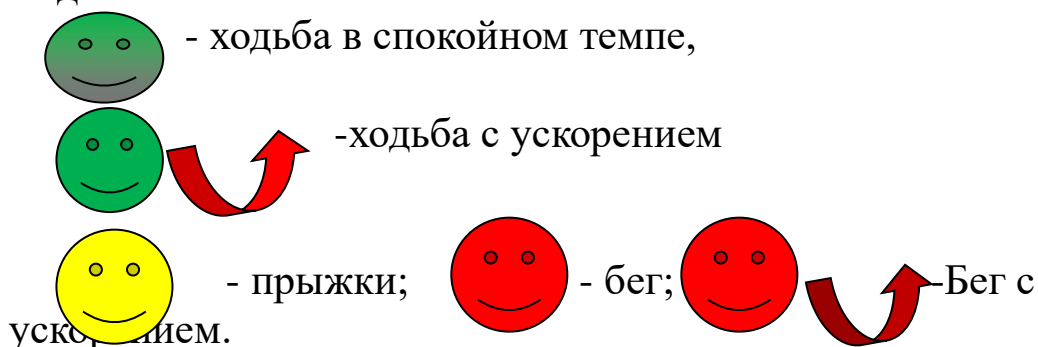 - ходьба в спокойном темпе,
-ходьба с ускорением
- прыжки; - бег; -Бег с
ускорением.